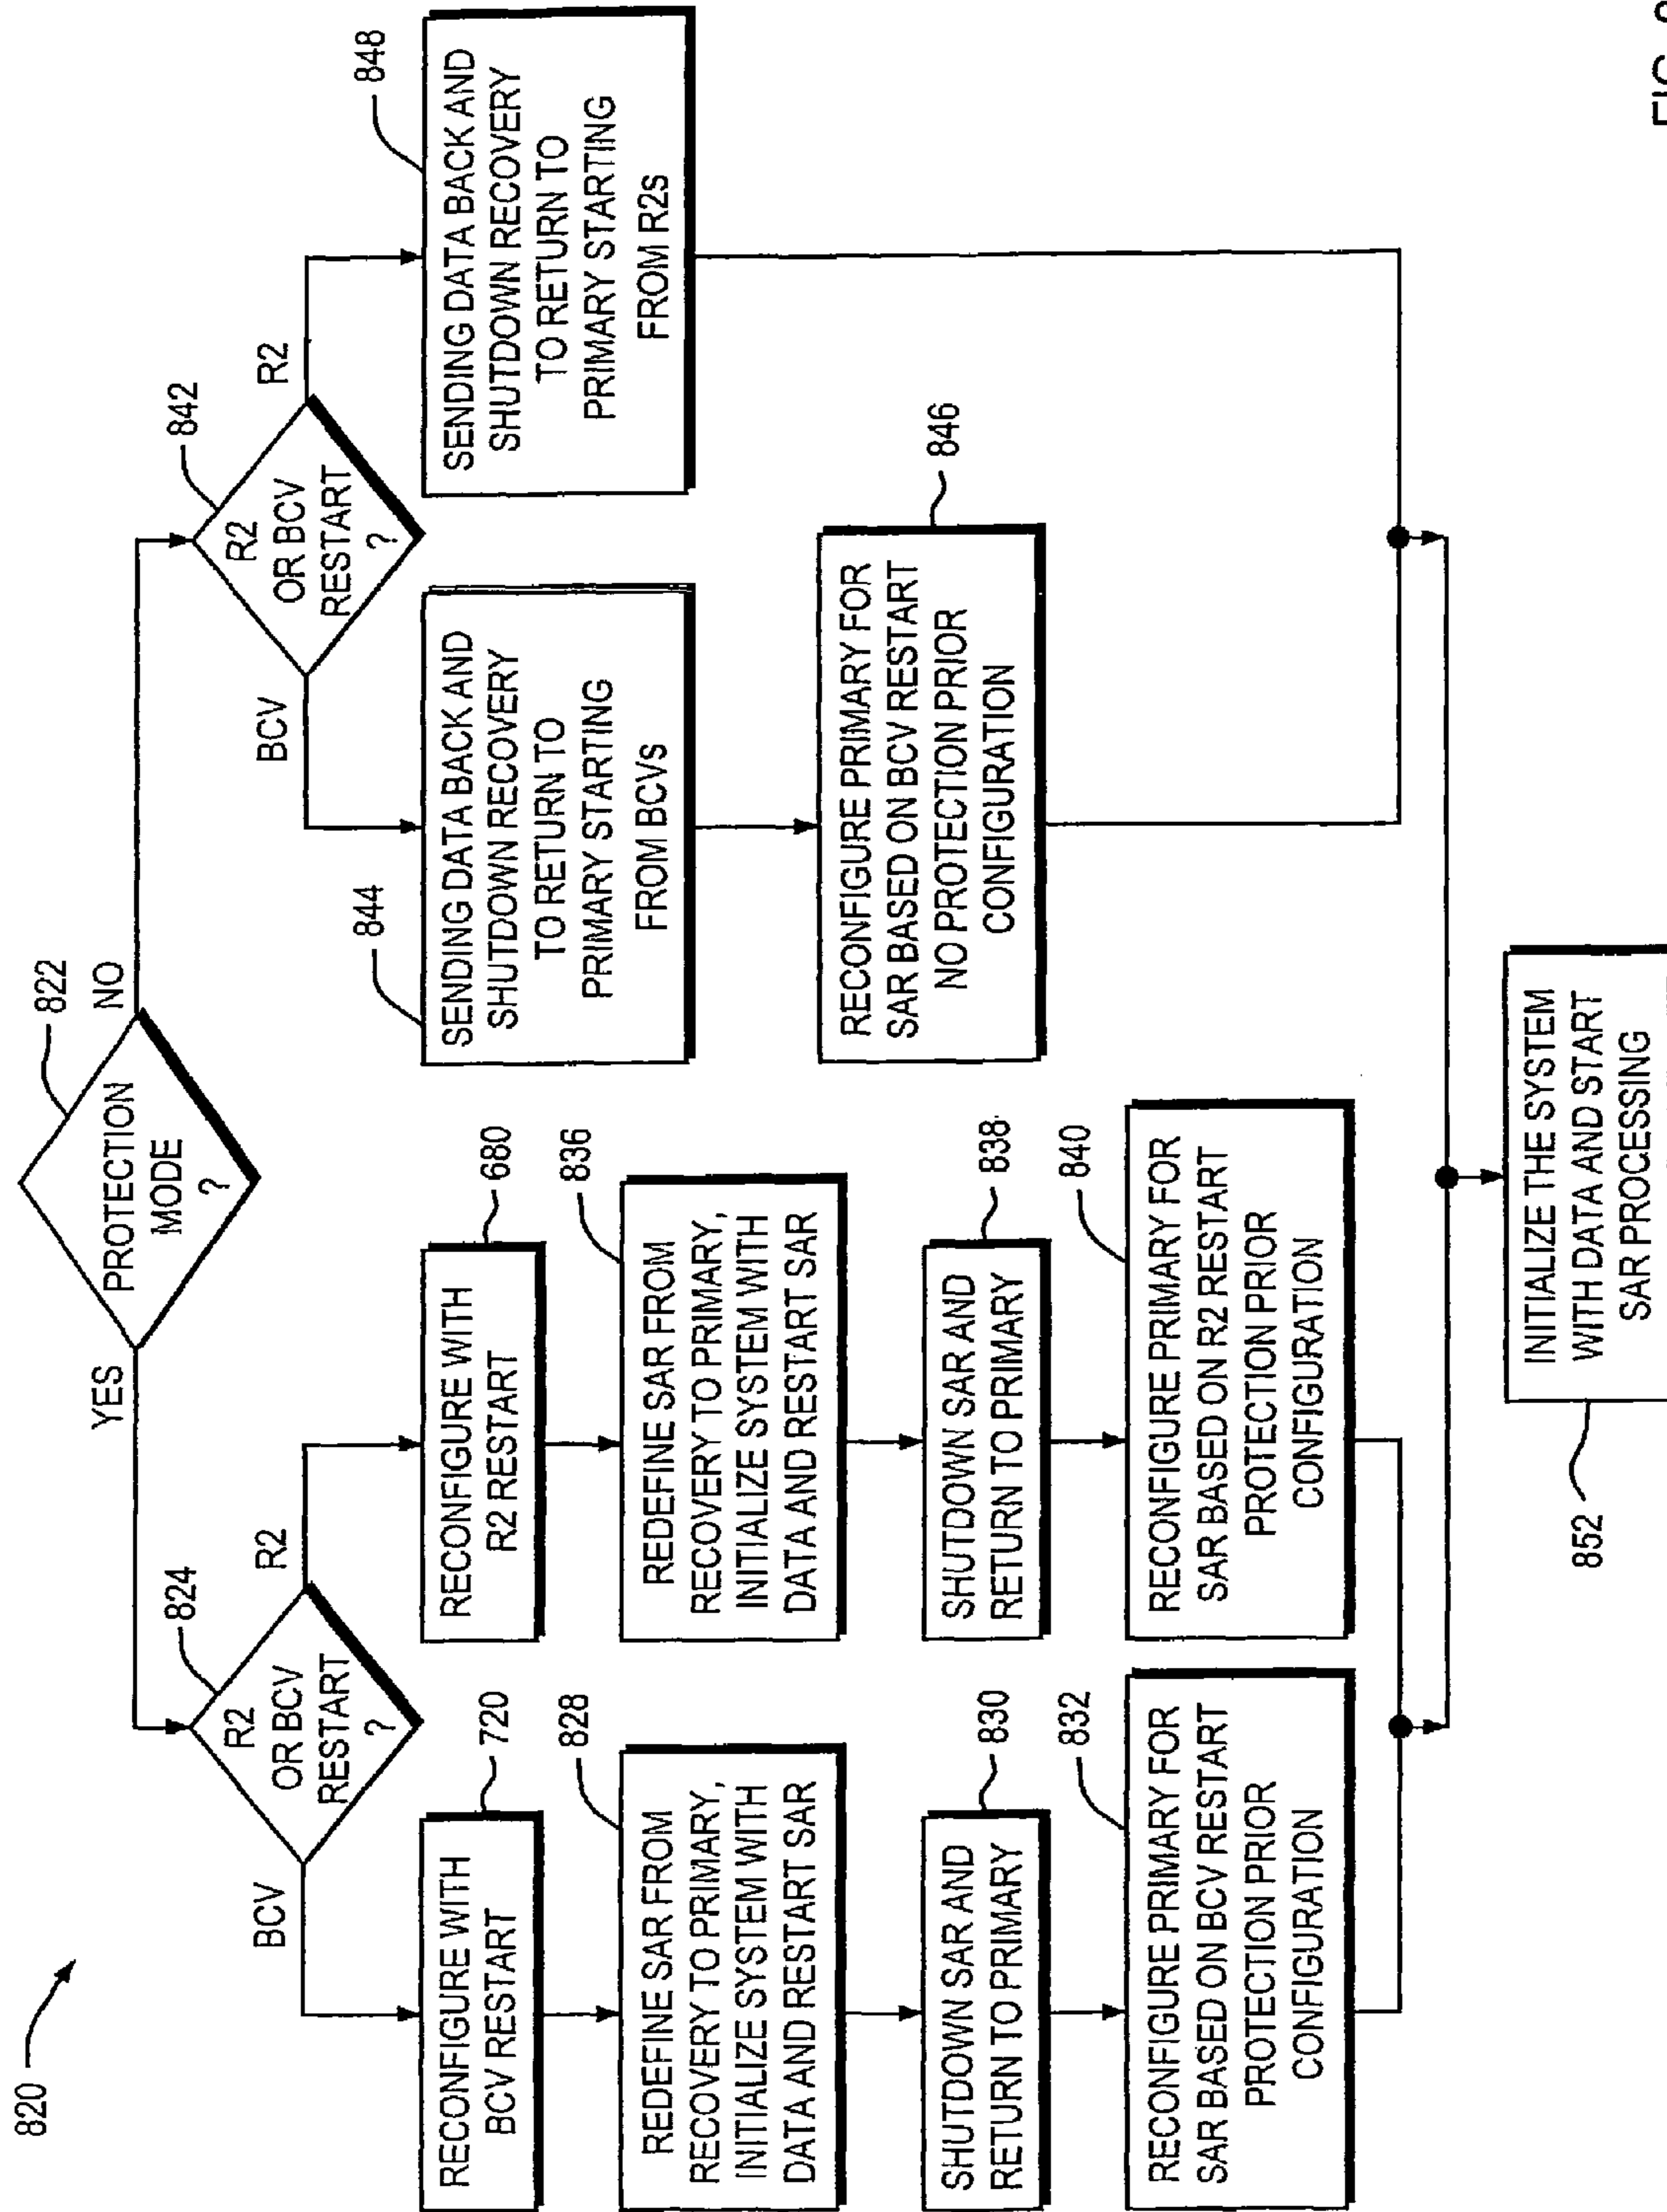 820
PROTECTION
MODE
?
822
YES
NO
R2
OR BCV
RESTART
?
824
BCV
R2
R2
OR BCV
RESTART
?
842
BCV
R2
RECONFIGURE WITH
BCV RESTART
720
REDEFINE SAR FROM
RECOVERY TO PRIMARY,
INITIALIZE SYSTEM WITH
DATA AND RESTART SAR
828
SHUTDOWN SAR AND
RETURN TO PRIMARY
830
RECONFIGURE PRIMARY FOR
SAR BASED ON BCV RESTART
PROTECTION PRIOR
CONFIGURATION
832
RECONFIGURE WITH
R2 RESTART
680
REDEFINE SAR FROM
RECOVERY TO PRIMARY,
INITIALIZE SYSTEM WITH
DATA AND RESTART SAR
836
SHUTDOWN SAR AND
RETURN TO PRIMARY
838
RECONFIGURE PRIMARY FOR
SAR BASED ON R2 RESTART
PROTECTION PRIOR
CONFIGURATION
840
SENDING DATA BACK AND
SHUTDOWN RECOVERY
TO RETURN TO
PRIMARY STARTING
FROM BCVs
844
RECONFIGURE PRIMARY FOR
SAR BASED ON BCV RESTART
NO PROTECTION PRIOR
CONFIGURATION
846
SENDING DATA BACK AND
SHUTDOWN RECOVERY
TO RETURN TO
PRIMARY STARTING
FROM R2s
848
INITIALIZE THE SYSTEM
WITH DATA AND START
SAR PROCESSING
852